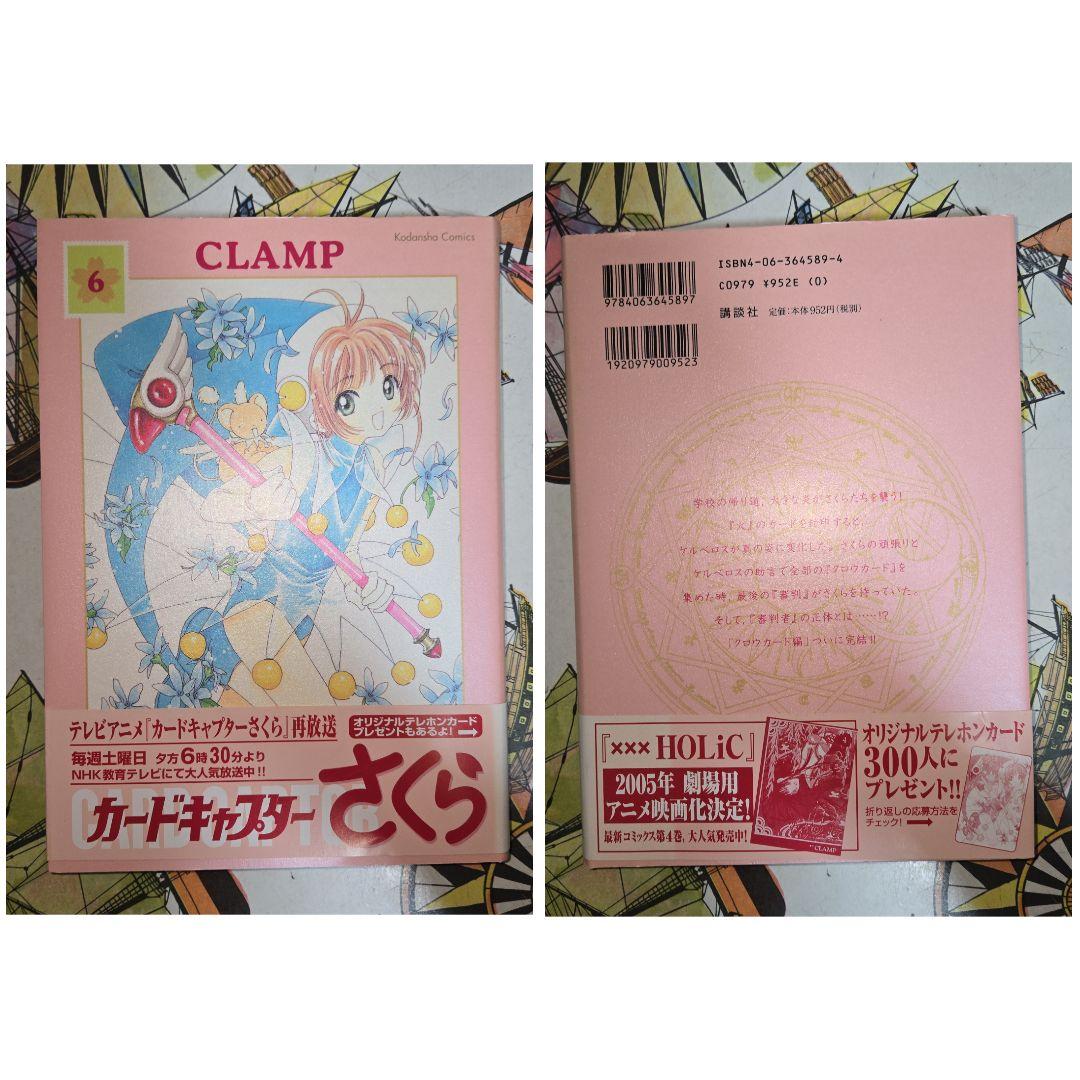 CLAMP
Kodansha Comics
6
テレビアニメ『カードキャプターさくら』再放送
オリジナルテレホンカード
プレゼントもあるよ!
毎週土曜日 夕方6時30分より
NHK教育テレビにて大人気放送中!!
CARD CAPTOR
カードキャプターさくら
ISBN4-06-364589-4
C0979 ¥952E (0)
9784063645897
講談社 定価:本体952円(税別)
1920979009523
学校の帰り道、大きな炎がさくらたちを襲う!
『火』のカードを封印すると、
ケルベロスが真の姿に変化した。さくらの頑張りと
ケルベロスの助言で全部の『クロウカード』を
集めた時、最後の『審判』がさくらを待っていた。
そして、『審判者』の正体とは……!?
「クロウカード編」ついに完結!!
『×××HOLiC』
2005年 劇場用
アニメ映画化決定!
最新コミックス第4巻、大人気発売中!
CLAMP
オリジナルテレホンカード
300人に
プレゼント!!
折り返しの応募方法を
チェック!